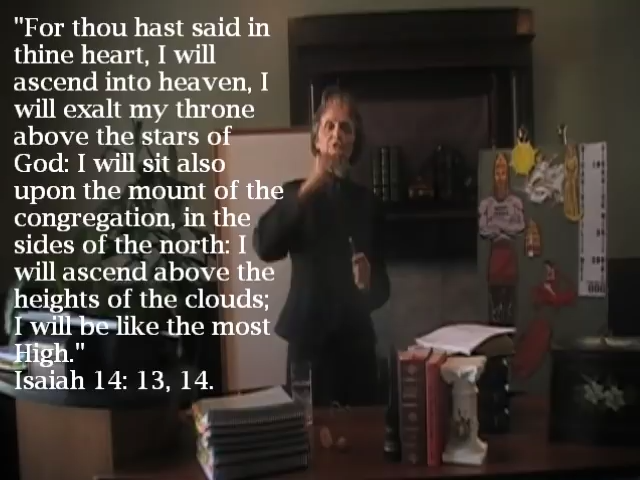 "For thou hast said in
thine heart, I will
ascend into heaven, I
will exalt my throne
above the stars of
God: I will sit also
upon the mount of the
congregation, in the
sides of the north: I
will ascend above the
heights of the clouds;
I will be like the most
High."
Isaiah 14: 13, 14.